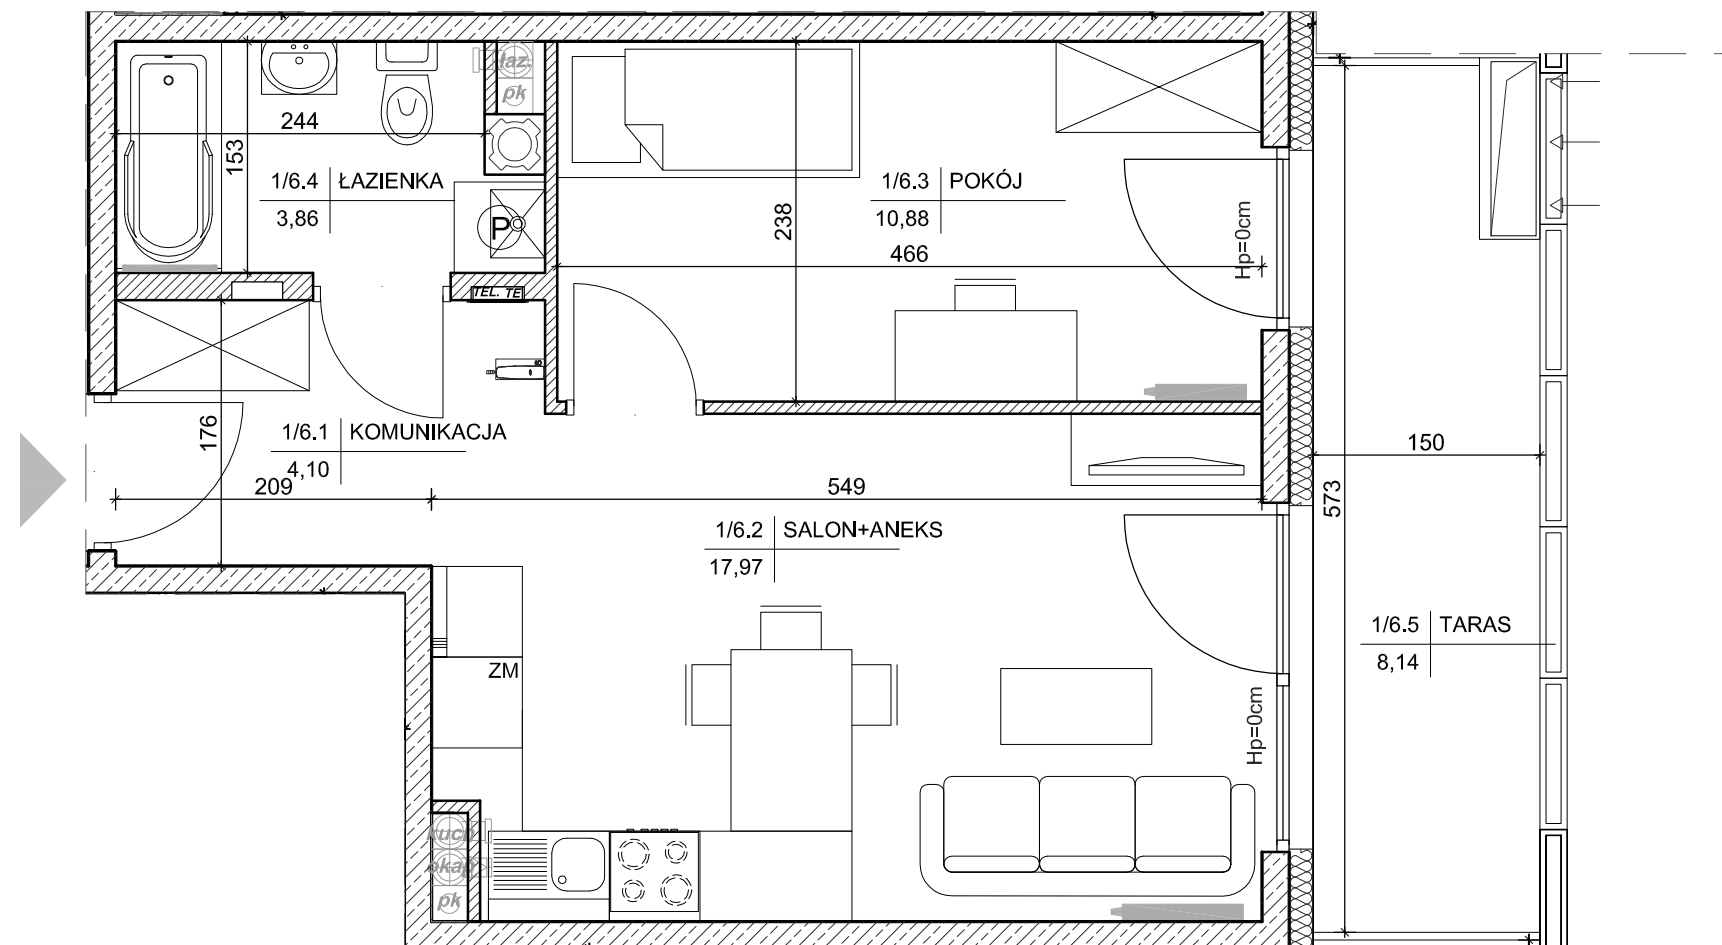 łaz.
pk
244
153
1/6.4 ŁAZIENKA
3,86
P
TEL. TE
238
1/6.3 POKÓJ
10,88
466
Hp=0cm
176
1/6.1 KOMUNIKACJA
4,10
209
549
150
573
1/6.2 SALON+ANEKS
17,97
1/6.5 TARAS
8,14
ZM
Hp=0cm
kuch
okap
pk